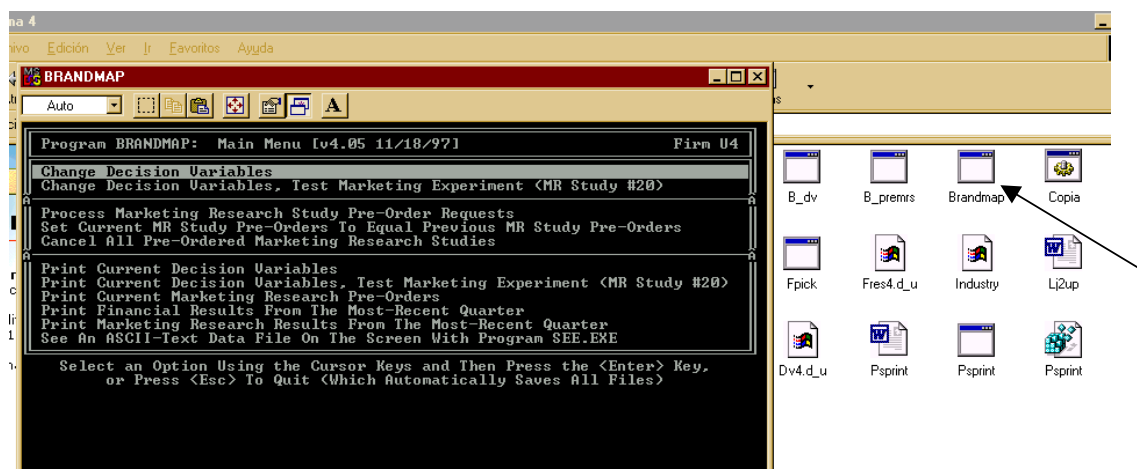 na 4
Edición Ver Ir Favoritos Ayuda
BRANDMAP
Auto
A
Program BRANDMAP: Main Menu [v4.05 11/18/97] Firm U4
Change Decision Variables
Change Decision Variables, Test Marketing Experiment (MR Study #20)
Process Marketing Research Study Pre-Order Requests
Set Current MR Study Pre-Orders To Equal Previous MR Study Pre-Orders
Cancel All Pre-Ordered Marketing Research Studies
Print Current Decision Variables
Print Current Decision Variables, Test Marketing Experiment (MR Study #20)
Print Current Marketing Research Pre-Orders
Print Financial Results From The Most-Recent Quarter
Print Marketing Research Results From The Most-Recent Quarter
See An ASCII-Text Data File On The Screen With Program SEE.EXE
Select an Option Using the Cursor Keys and Then Press the <Enter> Key,
or Press <Esc> To Quit (Which Automatically Saves All Files)
B_dv B_premrs Brandmap Copia
Fpick Fres4.d_u Industry Lj2up
Dv4.d_u Psprint Psprint Psprint